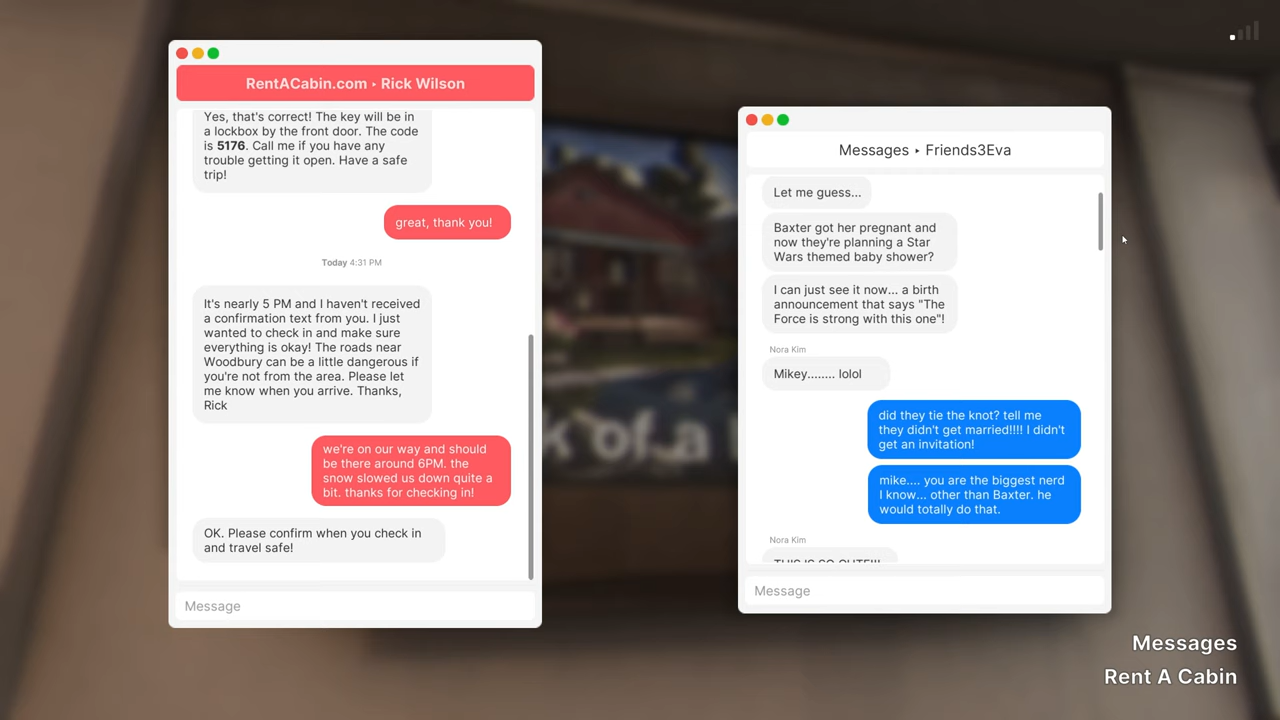 RentACabin.com ‣ Rick Wilson
Yes, that's correct! The key will be in
a lockbox by the front door. The code
is 5176. Call me if you have any
trouble getting it open. Have a safe
trip!
great, thank you!
Today 4:31 PM
It's nearly 5 PM and I haven't received
a confirmation text from you. I just
wanted to check in and make sure
everything is okay! The roads near
Woodbury can be a little dangerous if
you're not from the area. Please let
me know when you arrive. Thanks,
Rick
we're on our way and should
be there around 6PM. the
snow slowed us down quite a
bit. thanks for checking in!
OK. Please confirm when you check in
and travel safe!
Message
k of a
Messages ‣ Friends3Eva
Let me guess...
Baxter got her pregnant and
now they're planning a Star
Wars themed baby shower?
I can just see it now... a birth
announcement that says "The
Force is strong with this one"!
Nora Kim
Mikey........ lolol
did they tie the knot? tell me
they didn't get married!!!! I didn't
get an invitation!
mike.... you are the biggest nerd
I know... other than Baxter. he
would totally do that.
Nora Kim
THIS IS SO CUTE!!!
Message
Messages
Rent A Cabin